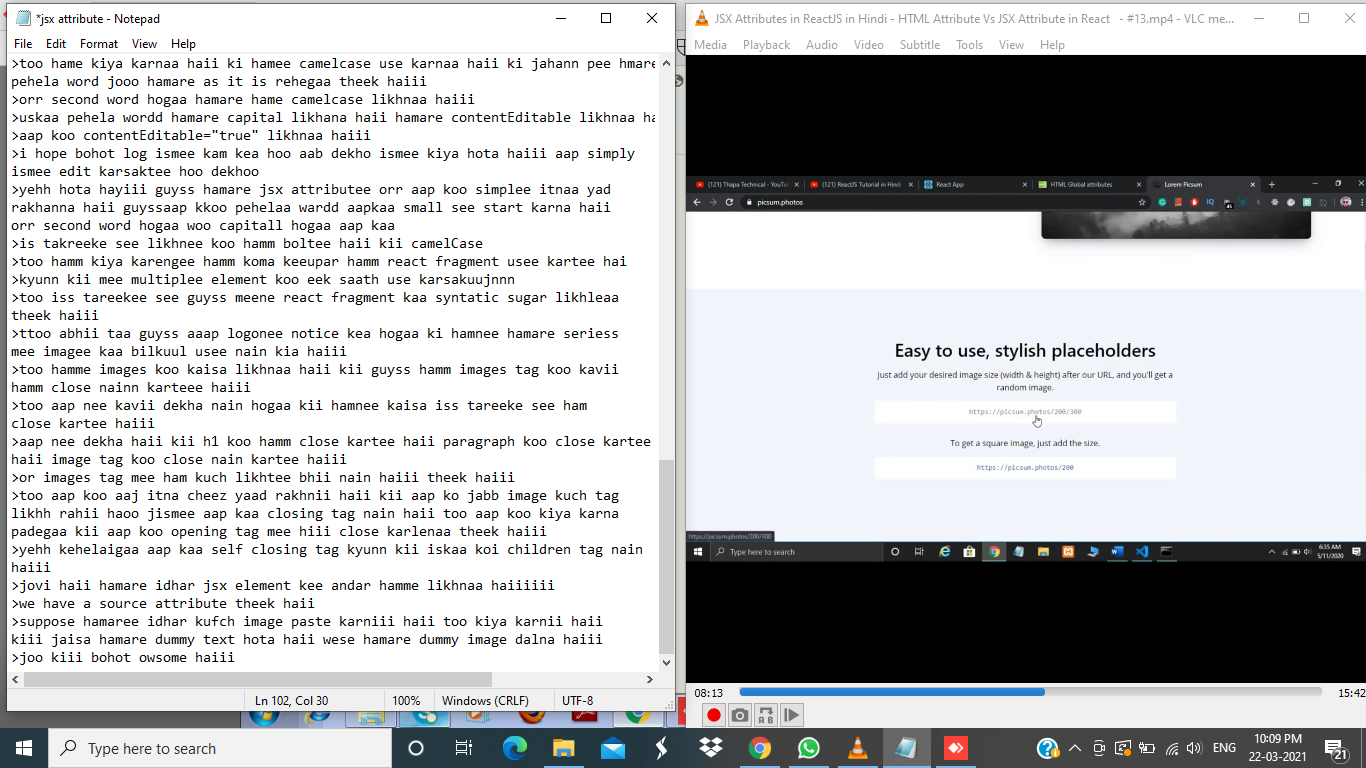 *jsx attribute - Notepad
File Edit Format View Help
>too hame kiya karnaa haii ki hamee camelcase use karnaa haii ki jahann pee hmare
pehela word jooo hamare as it is rehegaa theek haiii
>orr second word hogaa hamare hame camelcase likhnaa haiii
>uskaa pehela wordd hamare capital likhana haii hamare contentEditable likhnaa ha
>aap koo contentEditable="true" likhnaa haiii
>i hope bohot log ismee kam kea hoo aab dekho ismee kiya hota haiii aap simply
ismee edit karsaktee hoo dekhoo
>yehh hota hayiii guyss hamare jsx attributee orr aap koo simplee itnaa yad
rakhanna haii guyssaap kkoo pehelaa wardd aapkaa small see start karna haii
orr second word hogaa woo capitall hogaa aap kaa
>is takreeke see likhnee koo hamm boltee haii kii camelCase
>too hamm kiya karengee hamm koma keeupar hamm react fragment usee kartee hai
>kyunn kii mee multiplee element koo eek saath use karsakuujnnn
>too iss tareekee see guyss meene react fragment kaa syntatic sugar likhleaa
theek haiii
>ttoo abhii taa guyss aaap logonee notice kea hogaa ki hamnee hamare seriess
mee imagee kaa bilkuul usee nain kia haiii
>too hamme images koo kaisa likhnaa haii kii guyss hamm images tag koo kavii
hamm close nainn karteee haiii
>too aap nee kavii dekha nain hogaa kii hamnee kaisa iss tareeke see ham
close kartee haiii
>aap nee dekha haii kii h1 koo hamm close kartee haii paragraph koo close kartee
haii image tag koo close nain kartee haiii
>or images tag mee ham kuch likhtee bhii nain haiii theek haiii
>too aap koo aaj itna cheez yaad rakhnii haii kii aap ko jabb image kuch tag
likhh rahii haoo jismee aap kaa closing tag nain haii too aap koo kiya karna
padegaa kii aap koo opening tag mee hiii close karlenaa theek haiii
>yehh kehelaigaa aap kaa self closing tag kyunn kii iskaa koi children tag nain
haiii
>jovi haii hamare idhar jsx element kee andar hamme likhnaa haiiiiii
>we have a source attribute theek haii
>suppose hamaree idhar kufch image paste karniii haii too kiya karnii haii
kiii jaisa hamare dummy text hota haii wese hamare dummy image dalna haiii
>joo kiii bohot owsome haiii
Ln 102, Col 30 100% Windows (CRLF) UTF-8
JSX Attributes in ReactJS in Hindi - HTML Attribute Vs JSX Attribute in React - #13.mp4 - VLC me...
Media Playback Audio Video Subtitle Tools View Help
(121) Thapa Technical - YouTu (121) ReactJS Tutorial in Hindi React App HTML Global attributes Lorem Picsum
picsum.photos
Easy to use, stylish placeholders
Just add your desired image size (width & height) after our URL, and you'll get a
random image.
https://picsum.photos/200/300
To get a square image, just add the size.
https://picsum.photos/200
https://picsum.photos/200/300
Type here to search
6:35 AM
5/11/2020
08:13 15:42
Type here to search
ENG
10:09 PM
22-03-2021
21